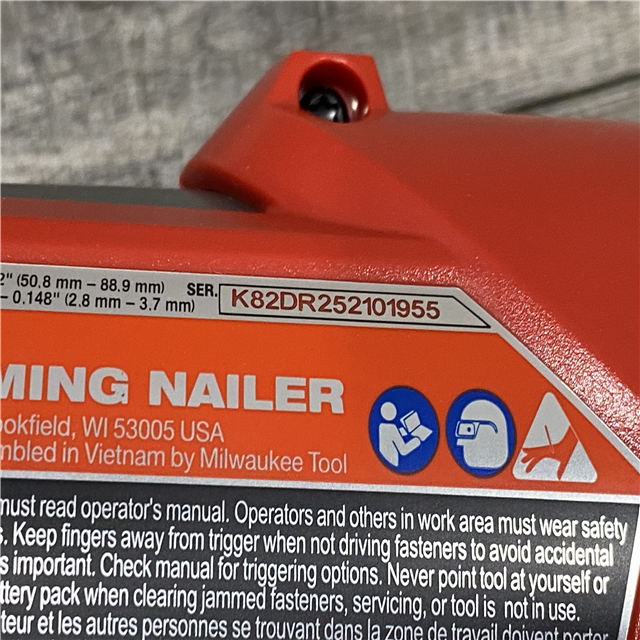 2" (50.8 mm – 88.9 mm)
– 0.148" (2.8 mm – 3.7 mm)
SER. K82DR252101955
MING NAILER
ookfield, WI 53005 USA
mbled in Vietnam by Milwaukee Tool
must read operator's manual. Operators and others in work area must wear safety
s. Keep fingers away from trigger when not driving fasteners to avoid accidental
s important. Check manual for triggering options. Never point tool at yourself or
ttery pack when clearing jammed fasteners, servicing, or tool is not in use.
teur et les autres personnes se trouvant dans la zone de travail doivent porter